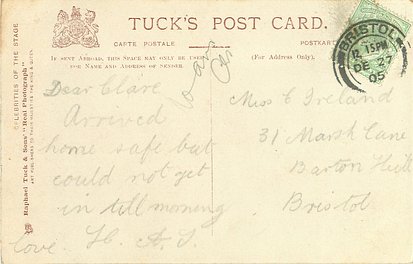 TUCK'S POST CARD.
CARTE POSTALE
POSTKARTE
IF SENT ABROAD, THIS SPACE MAY ONLY BE USED
FOR NAME AND ADDRESS OF SENDER.
(For Address Only).
CELEBRITIES OF THE STAGE
Raphael Tuck & Sons' "Real Photograph"
BRISTOL
12 15PM
DE 27
05
Dear Clare
Arrived
home safe but
could not get
in till morning
love. H. A. I.
Miss C Ireland
31 Marsh Lane
Barton Hill
Bristol